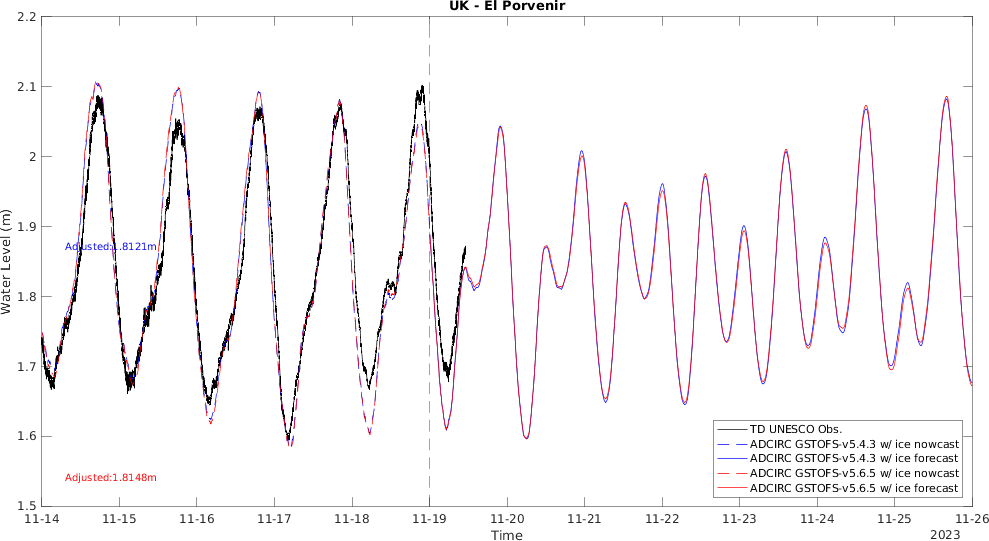 UK - El Porvenir
2.2
2.1
2
1.9
1.8
1.7
1.6
1.5
Water Level (m)
Adjusted:1.8121m
Adjusted:1.8148m
TD UNESCO Obs.
ADCIRC GSTOFS-v5.4.3 w/ ice nowcast
ADCIRC GSTOFS-v5.4.3 w/ ice forecast
ADCIRC GSTOFS-v5.6.5 w/ ice nowcast
ADCIRC GSTOFS-v5.6.5 w/ ice forecast
11-14 11-15 11-16 11-17 11-18 11-19 11-20 11-21 11-22 11-23 11-24 11-25 11-26
Time
2023